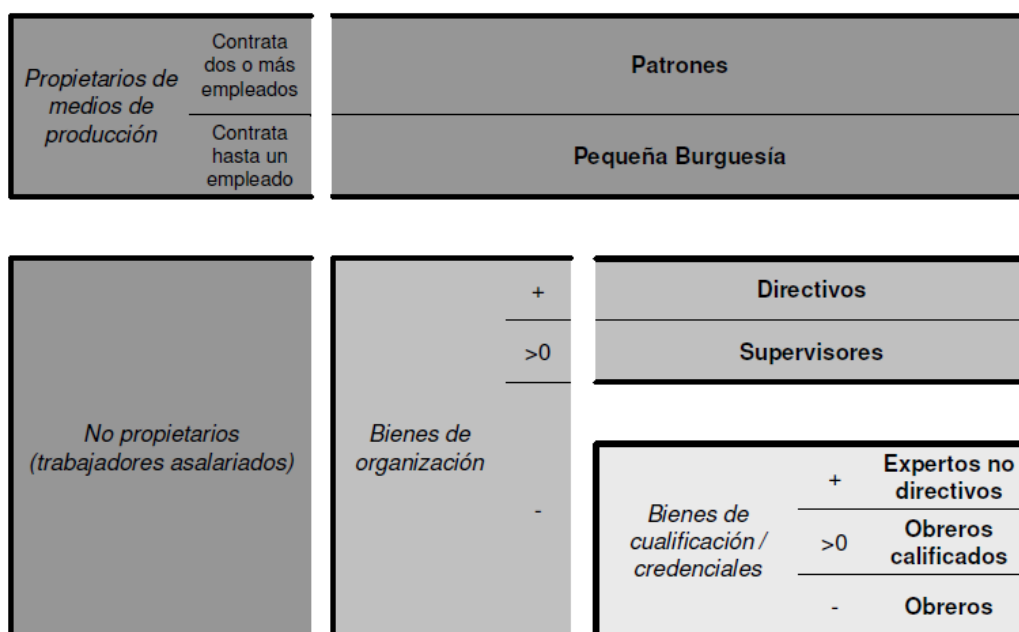 Propietarios de
medios de
producción
Contrata
dos o más
empleados
Patrones
Contrata
hasta un
empleado
Pequeña Burguesía
No propietarios
(trabajadores asalariados)
Bienes de
organización
+
Directivos
>0
Supervisores
-
Bienes de
cualificación /
credenciales
+
Expertos no
directivos
>0
Obreros
calificados
-
Obreros